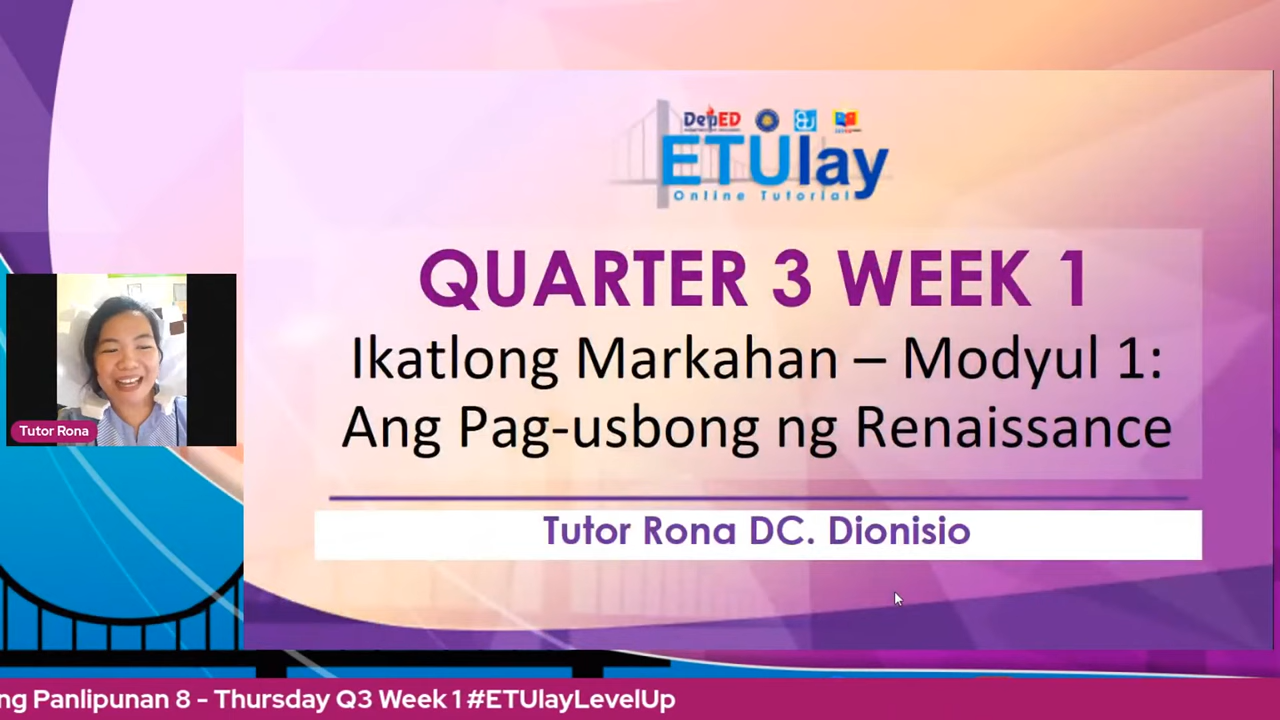 DepED
ETUlay
Online Tutorial
QUARTER 3 WEEK 1
Ikatlong Markahan – Modyul 1:
Ang Pag-usbong ng Renaissance
Tutor Rona DC. Dionisio
Tutor Rona
ng Panlipunan 8 - Thursday Q3 Week 1 #ETUlayLevelUp